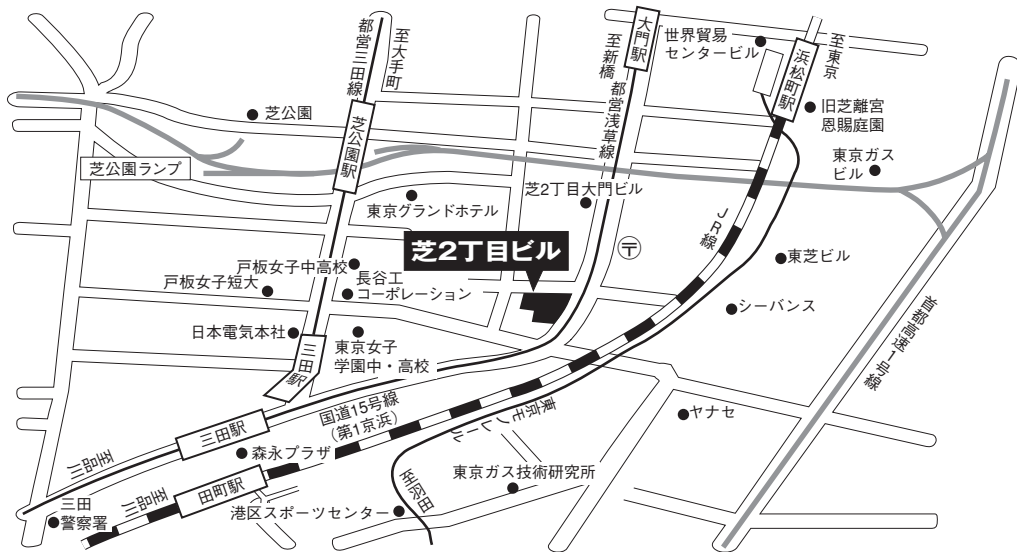 都営三田線
至大手町
至新橋
都営浅草線
大門駅
世界貿易
センタービル
浜松町駅
至東京
芝公園
芝公園駅
旧芝離宮
恩賜庭園
東京ガス
ビル
芝公園ランプ
東京グランドホテル
芝2丁目大門ビル
JR線
芝2丁目ビル
〒
東芝ビル
戸板女子中高校
戸板女子短大
長谷工
コーポレーション
シーバンス
首都高速1号線
日本電気本社
三田駅
東京女子
学園中・高校
国道15号線
(第1京浜)
東京モノレール
ヤナセ
三田駅
至品川
森永プラザ
田町駅
至品川
東京ガス技術研究所
至羽田
港区スポーツセンター
三田
警察署